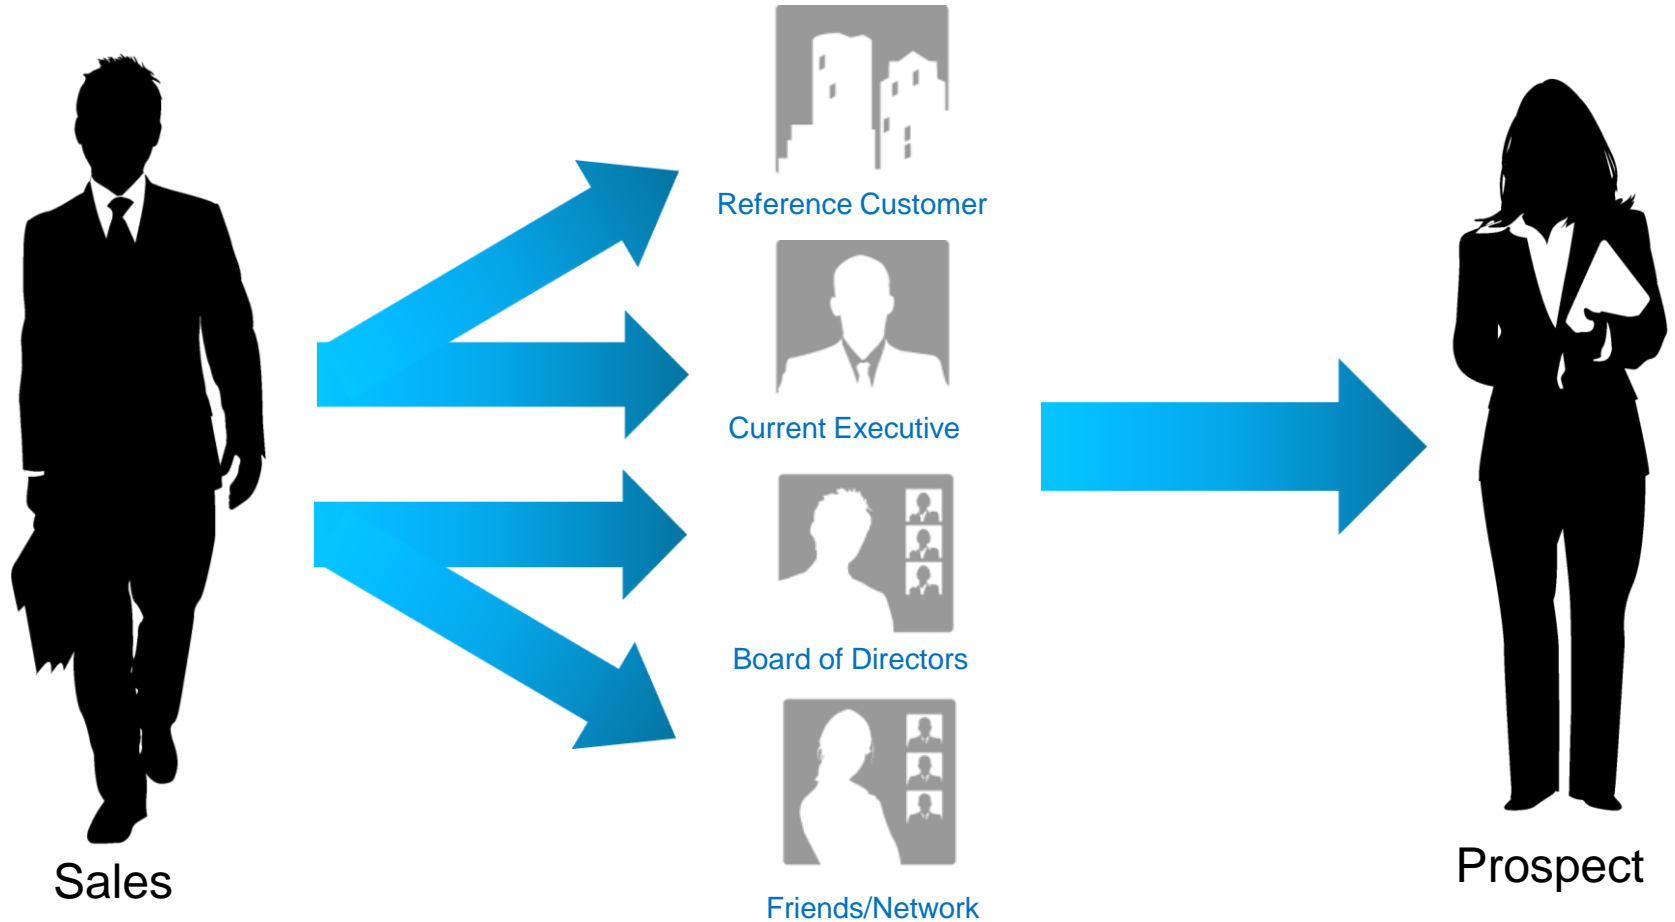 Reference Customer
Current Executive
Board of Directors
Friends/Network
Sales
Prospect